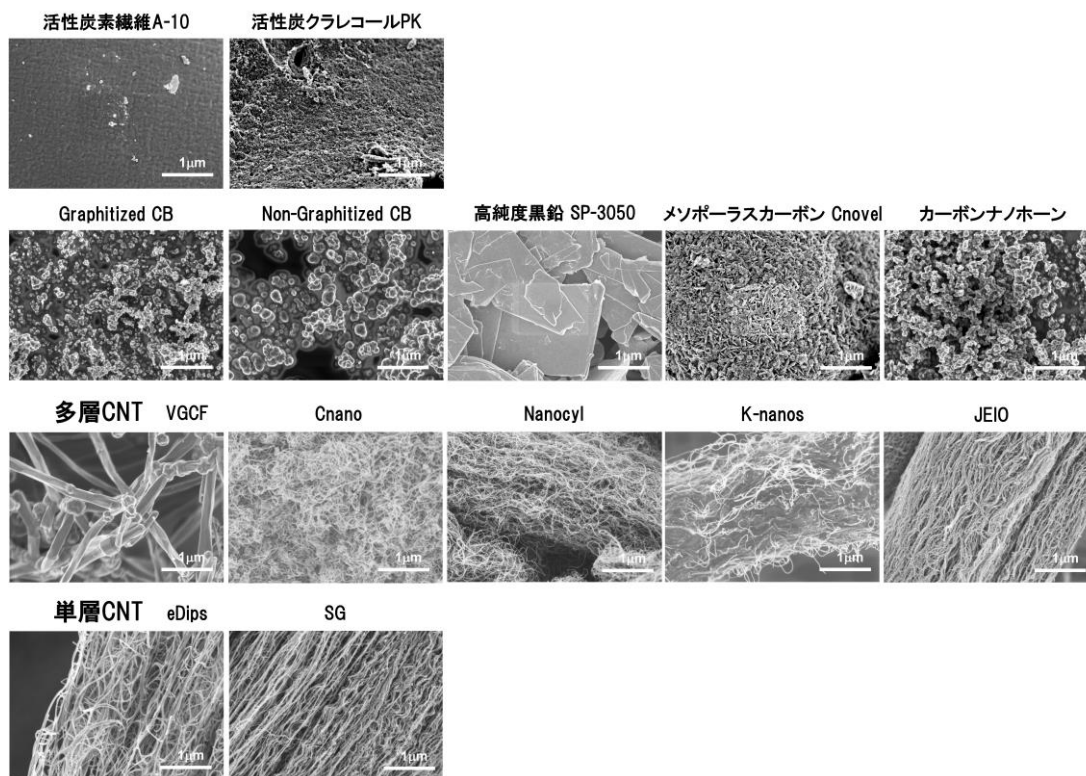 活性炭素繊維A-10 活性炭クラレコールPK
1μm 1μm
Graphitized CB Non-Graphitized CB 高純度黒鉛 SP-3050 メソポーラスカーボン Cnovel カーボンナノホーン
1μm 1μm 1μm 1μm 1μm
多層CNT VGCF Cnano Nanocyl K-nanos JEIO
1μm 1μm 1μm 1μm 1μm
単層CNT eDips SG
1μm 1μm